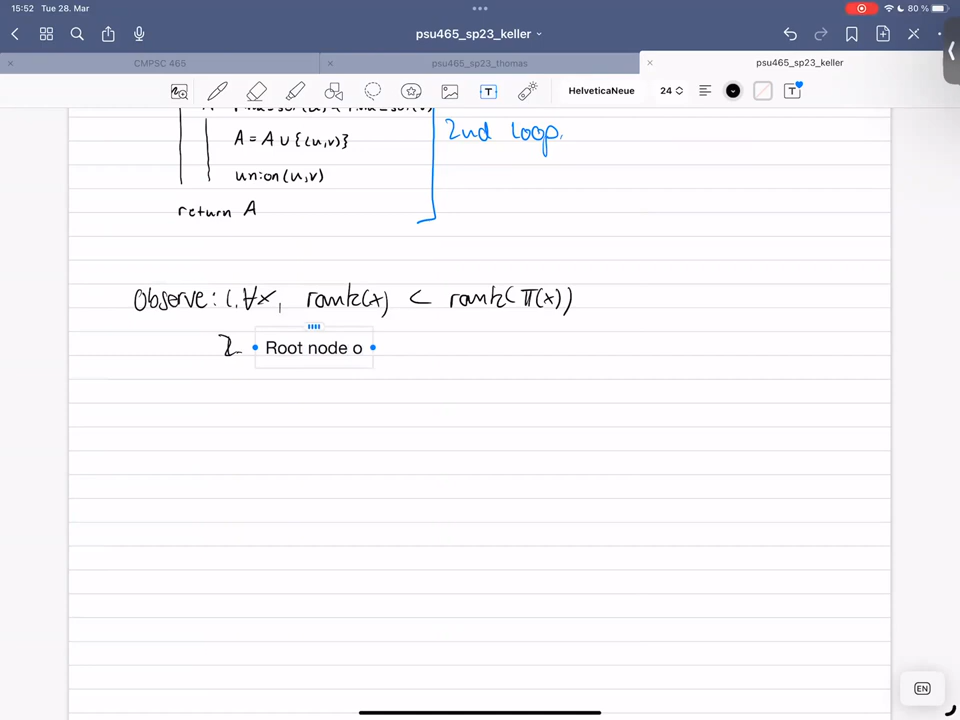 15:52 Tue 28. Mar
80 %
psu465_sp23_keller
CMPSC 465
psu465_sp23_thomas
psu465_sp23_keller
HelveticaNeue
24
2nd loop.
A = A ∪ {(u,v)}
union(u,v)
return A
Observe: 1. ∀x, rank(x) < rank(π(x))
2. Root node o
EN